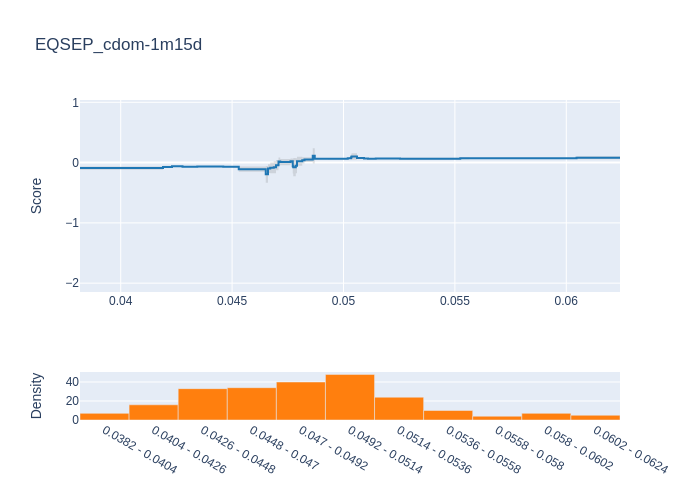 EQSEP_cdom-1m15d
1
0
−1
−2
Score
0.04
0.045
0.05
0.055
0.06
40
20
0
Density
0.0382 - 0.0404
0.0404 - 0.0426
0.0426 - 0.0448
0.0448 - 0.047
0.047 - 0.0492
0.0492 - 0.0514
0.0514 - 0.0536
0.0536 - 0.0558
0.0558 - 0.058
0.058 - 0.0602
0.0602 - 0.0624